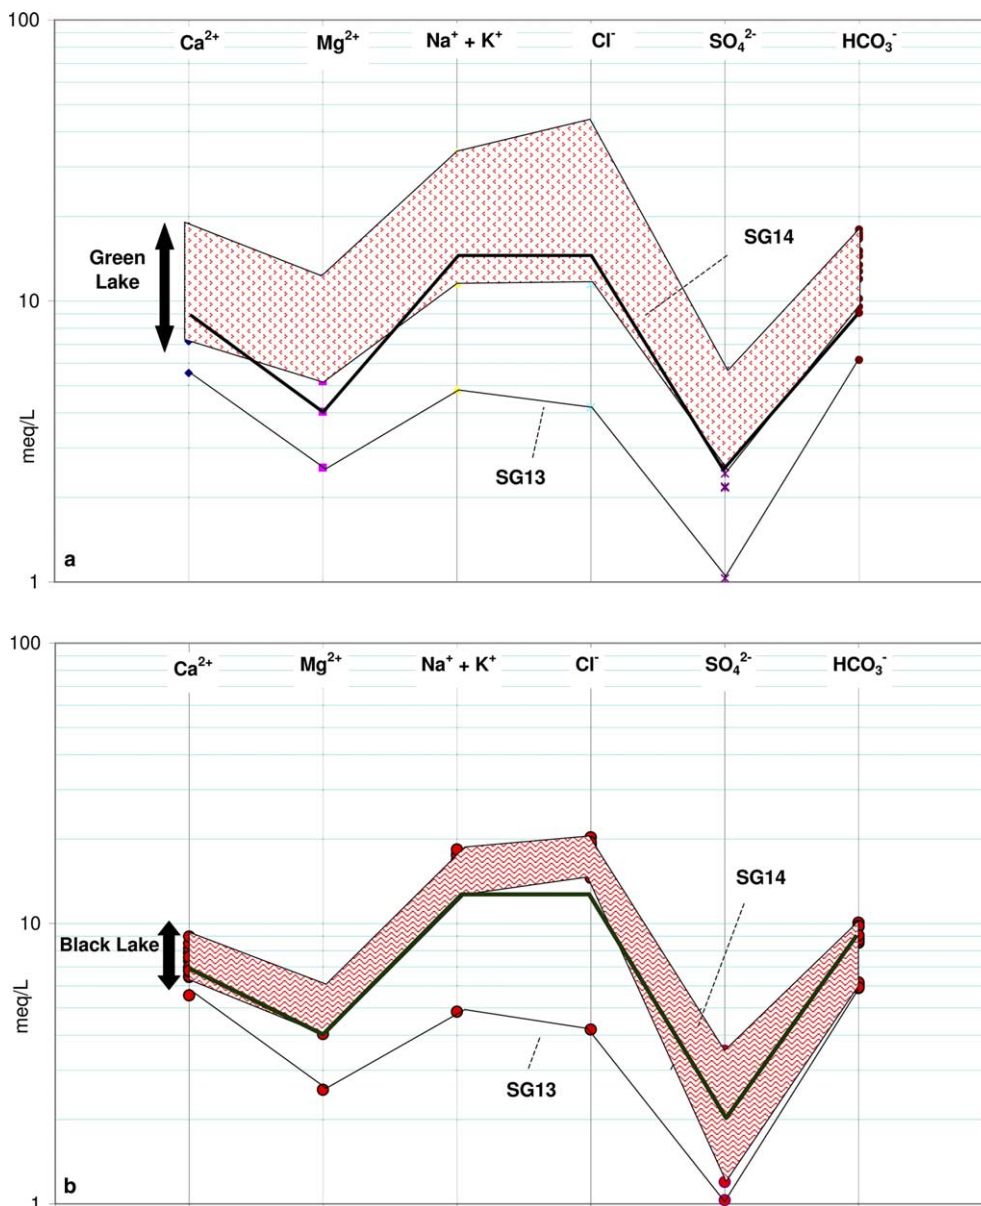 100
Ca²⁺ Mg²⁺ Na⁺ + K⁺ Cl⁻ SO₄²⁻ HCO₃⁻
SG14
Green
Lake
10
meq/L
SG13
a
1
100
Ca²⁺ Mg²⁺ Na⁺ + K⁺ Cl⁻ SO₄²⁻ HCO₃⁻
SG14
10
Black Lake
meq/L
SG13
b
1